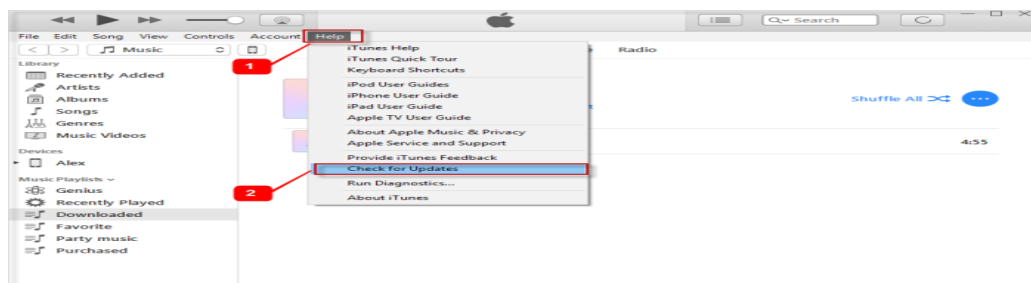 Search
File Edit Song View Controls Account Help
Music
Radio
1
Library
Recently Added
Artists
Albums
Songs
Genres
Music Videos
Devices
Alex
Music Playlists
Genius
Recently Played
Downloaded
Favorite
Party music
Purchased
iTunes Help
iTunes Quick Tour
Keyboard Shortcuts
iPod User Guides
iPhone User Guide
iPad User Guide
Apple TV User Guide
About Apple Music & Privacy
Apple Service and Support
Provide iTunes Feedback
Check for Updates
2
Run Diagnostics...
About iTunes
Shuffle All
4:55